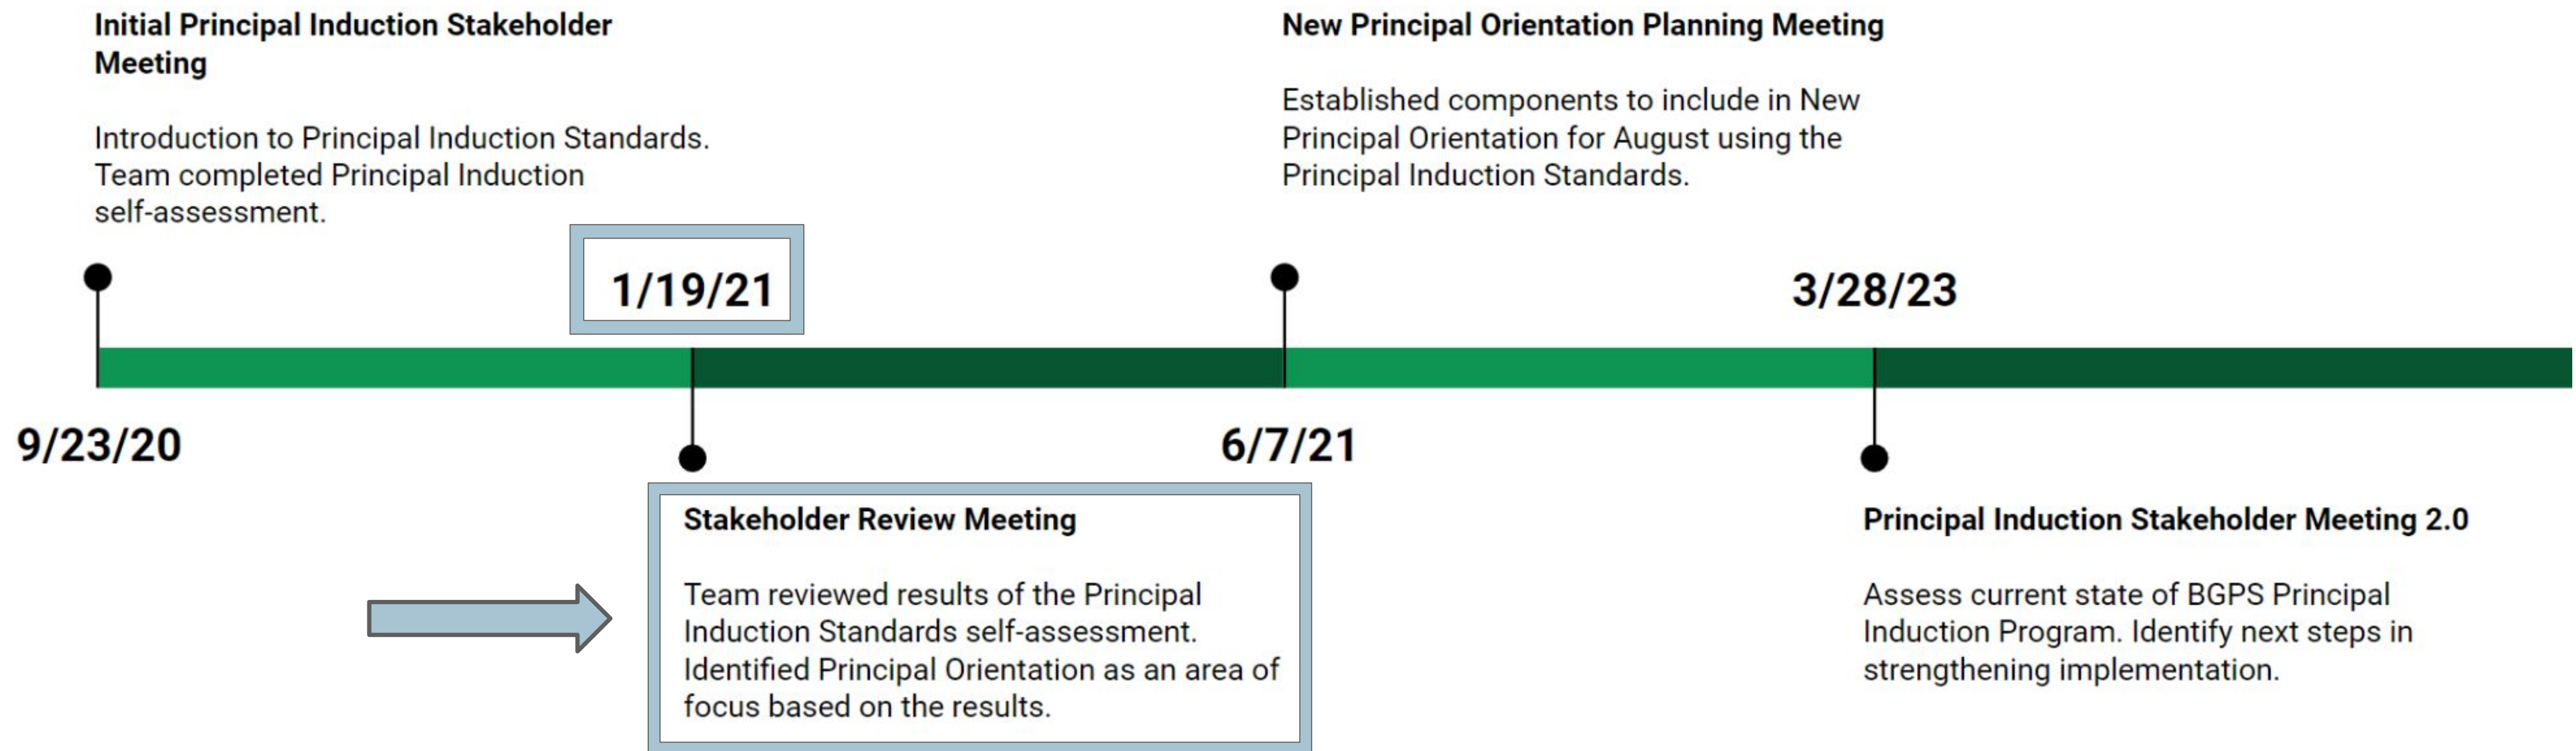 Initial Principal Induction Stakeholder
Meeting
Introduction to Principal Induction Standards.
Team completed Principal Induction
self-assessment.
9/23/20
1/19/21
Stakeholder Review Meeting
Team reviewed results of the Principal
Induction Standards self-assessment.
Identified Principal Orientation as an area of
focus based on the results.
New Principal Orientation Planning Meeting
Established components to include in New
Principal Orientation for August using the
Principal Induction Standards.
6/7/21
3/28/23
Principal Induction Stakeholder Meeting 2.0
Assess current state of BGPS Principal
Induction Program. Identify next steps in
strengthening implementation.